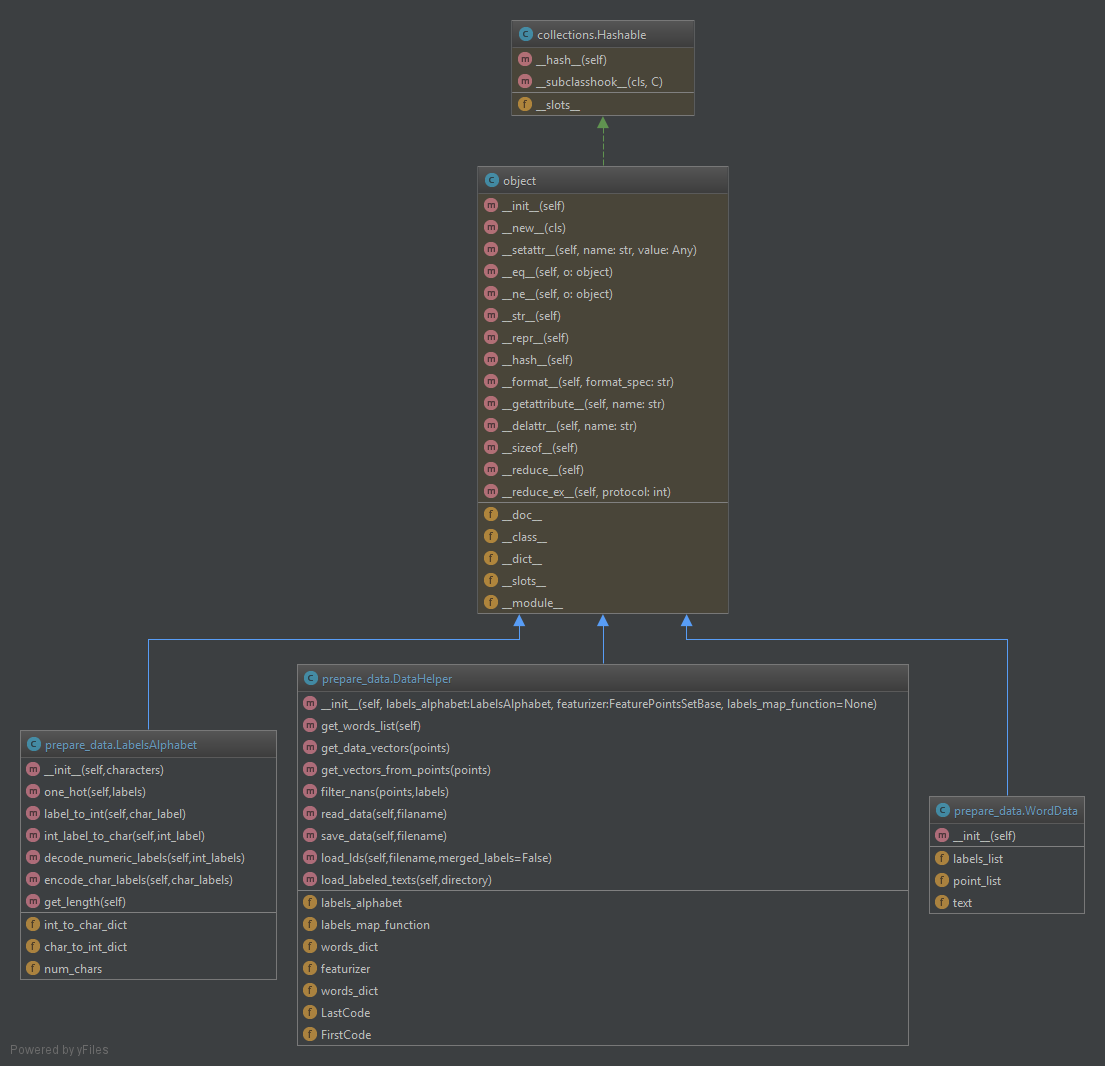 collections.Hashable
__hash__(self)
__subclasshook__(cls, C)
__slots__
object
__init__(self)
__new__(cls)
__setattr__(self, name: str, value: Any)
__eq__(self, o: object)
__ne__(self, o: object)
__str__(self)
__repr__(self)
__hash__(self)
__format__(self, format_spec: str)
__getattribute__(self, name: str)
__delattr__(self, name: str)
__sizeof__(self)
__reduce__(self)
__reduce_ex__(self, protocol: int)
__doc__
__class__
__dict__
__slots__
__module__
prepare_data.LabelsAlphabet
__init__(self,characters)
one_hot(self,labels)
label_to_int(self,char_label)
int_label_to_char(self,int_label)
decode_numeric_labels(self,int_labels)
encode_char_labels(self,char_labels)
get_length(self)
int_to_char_dict
char_to_int_dict
num_chars
prepare_data.DataHelper
__init__(self, labels_alphabet:LabelsAlphabet, featurizer:FeaturePointsSetBase, labels_map_function=None)
get_words_list(self)
get_data_vectors(points)
get_vectors_from_points(points)
filter_nans(points,labels)
read_data(self,filaname)
save_data(self,filename)
load_lds(self,filename,merged_labels=False)
load_labeled_texts(self,directory)
labels_alphabet
labels_map_function
words_dict
featurizer
words_dict
LastCode
FirstCode
prepare_data.WordData
__init__(self)
labels_list
point_list
text
Powered by yFiles